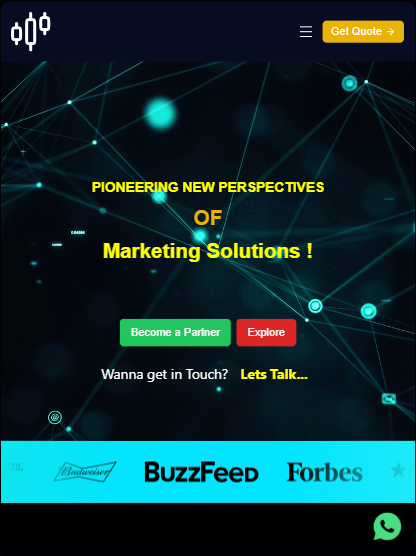 Get Quote →
PIONEERING NEW PERSPECTIVES
OF
Marketing Solutions !
Become a Partner
Explore
Wanna get in Touch? Lets Talk...
Budweiser
BuzzFeed
Forbes